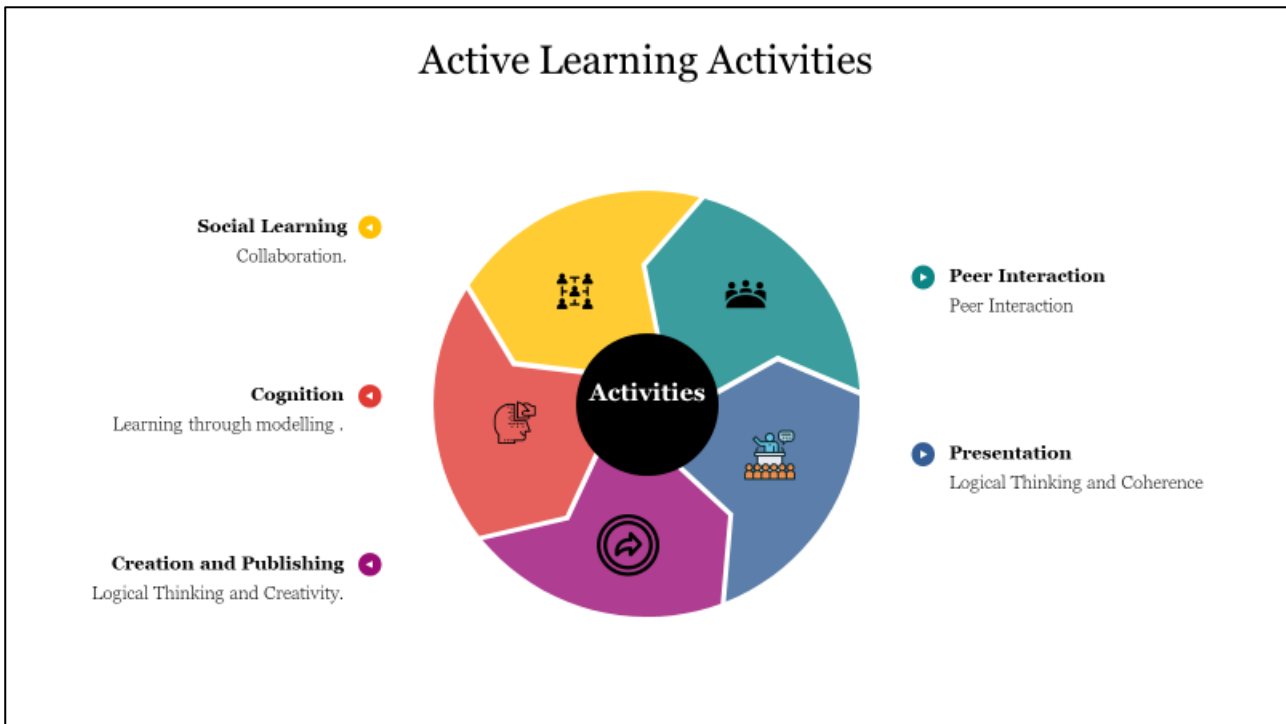 Active Learning Activities
Social Learning
Collaboration.
Cognition
Learning through modelling .
Creation and Publishing
Logical Thinking and Creativity.
Activities
Peer Interaction
Peer Interaction
Presentation
Logical Thinking and Coherence